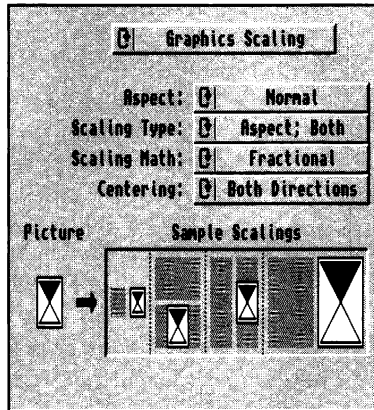 Graphics Scaling
Aspect: Normal
Scaling Type: Aspect; Both
Scaling Math: Fractional
Centering: Both Directions
Picture Sample Scalings